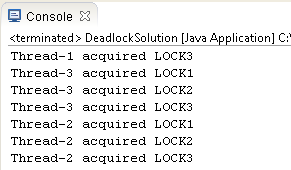 Console
<terminated> DeadlockSolution [Java Application] C:\
Thread-1 acquired LOCK3
Thread-3 acquired LOCK1
Thread-3 acquired LOCK2
Thread-3 acquired LOCK3
Thread-2 acquired LOCK1
Thread-2 acquired LOCK2
Thread-2 acquired LOCK3